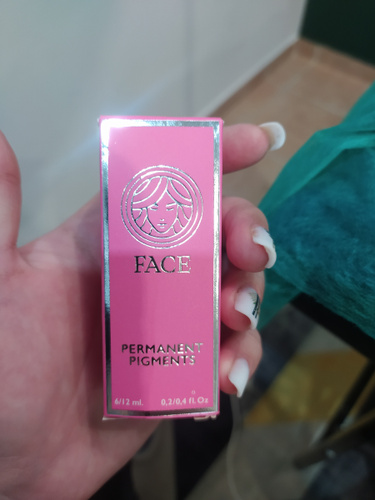 FACE
PERMANENT
PIGMENTS
6/12 ml. 0,2/0,4 fl. Oz